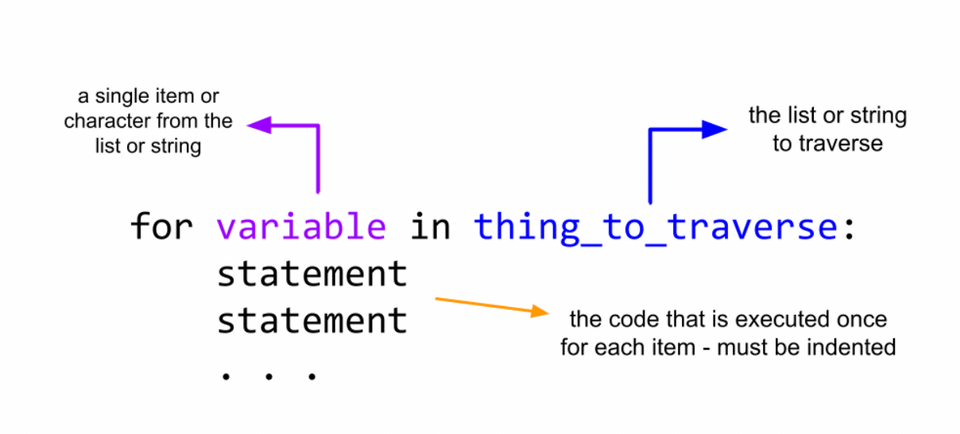 a single item or
character from the
list or string
the list or string
to traverse
for variable in thing_to_traverse:
statement
statement
. . .
the code that is executed once
for each item - must be indented